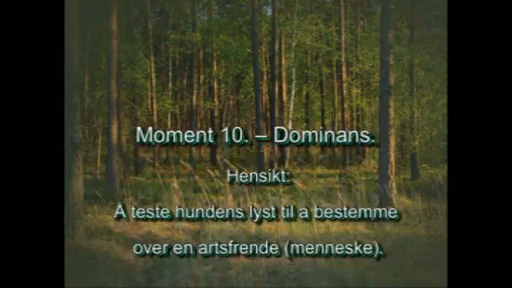 Moment 10. – Dominans.
Hensikt:
Å teste hundens lyst til a bestemme
over en artsfrende (menneske).